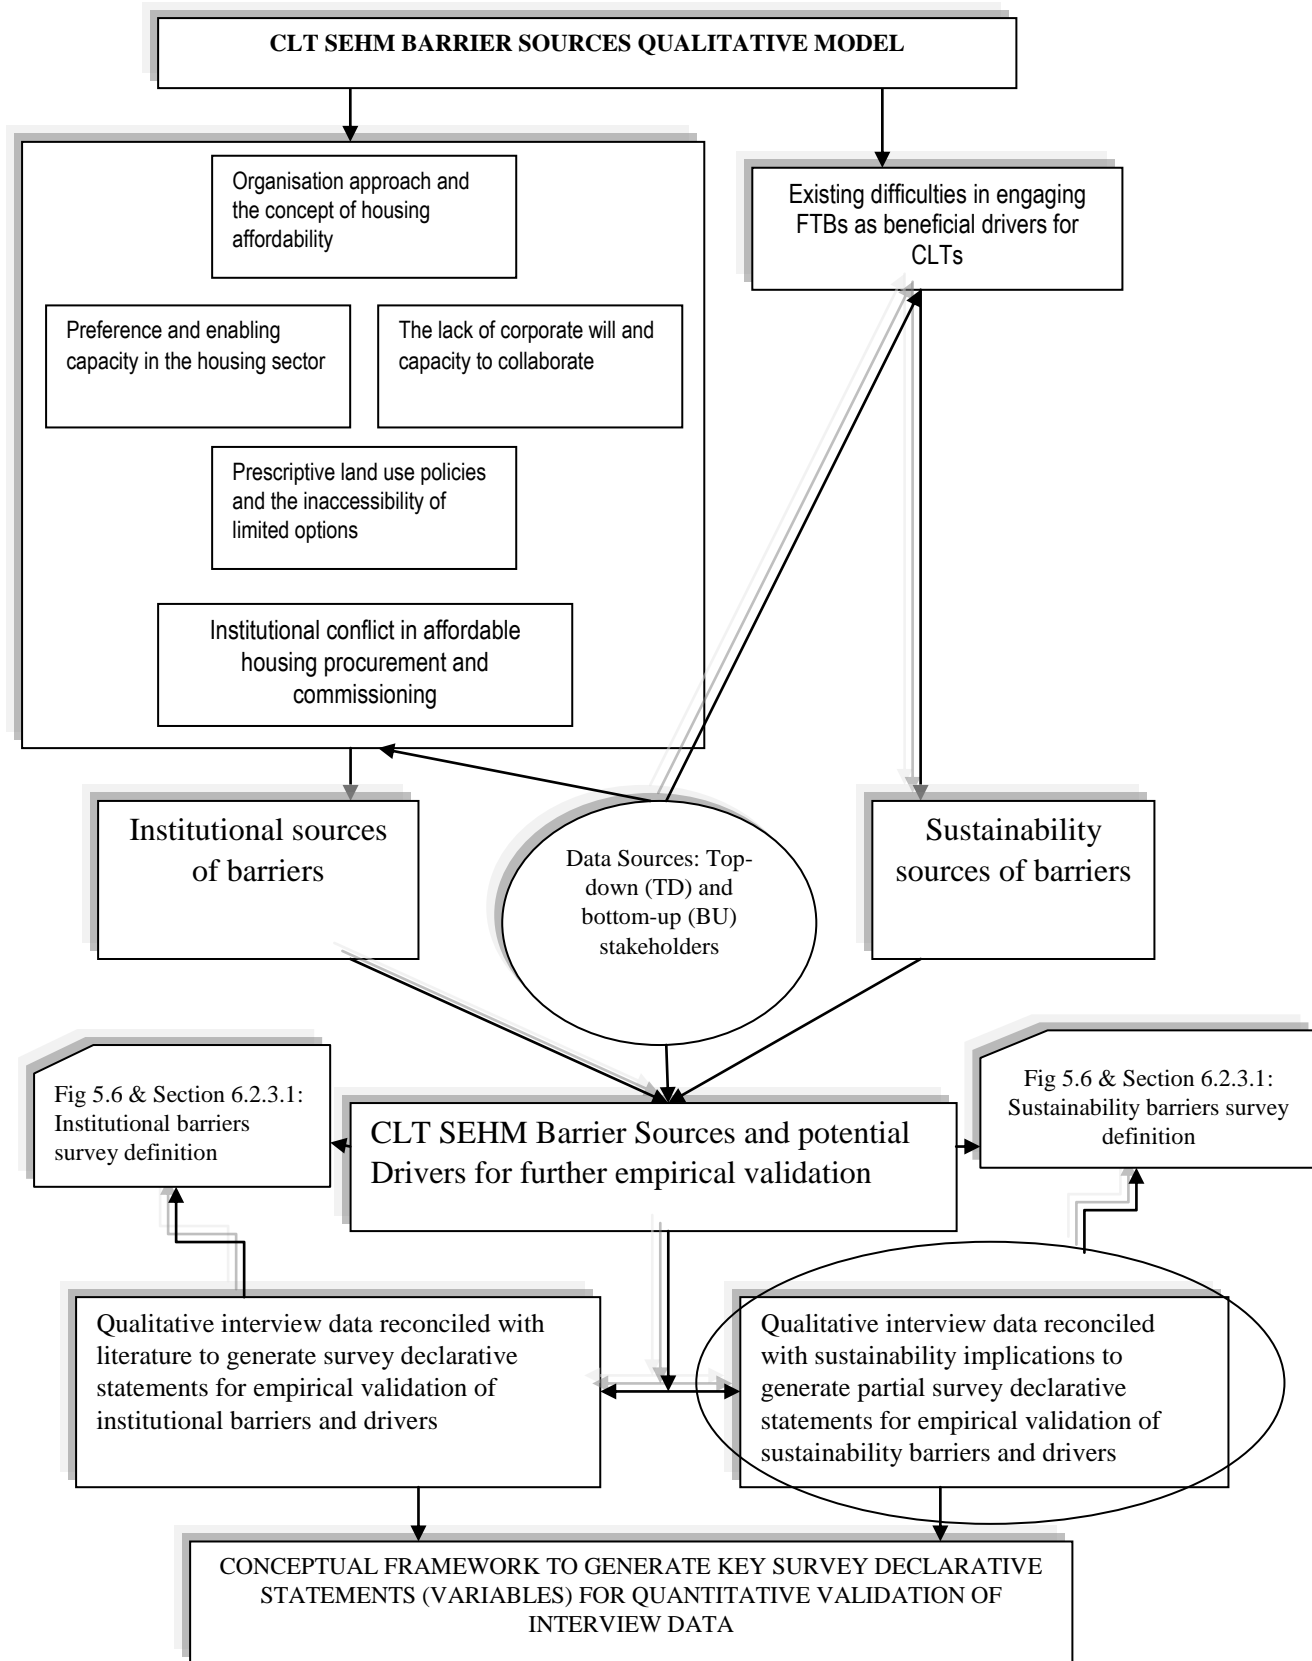 CLT SEHM BARRIER SOURCES QUALITATIVE MODEL
Organisation approach and
the concept of housing
affordability
Existing difficulties in engaging
FTBs as beneficial drivers for
CLTs
Preference and enabling
capacity in the housing sector
The lack of corporate will and
capacity to collaborate
Prescriptive land use policies
and the inaccessibility of
limited options
Institutional conflict in affordable
housing procurement and
commissioning
Institutional sources
of barriers
Data Sources: Top-
down (TD) and
bottom-up (BU)
stakeholders
Sustainability
sources of barriers
Fig 5.6 & Section 6.2.3.1:
Institutional barriers
survey definition
CLT SEHM Barrier Sources and potential
Drivers for further empirical validation
Fig 5.6 & Section 6.2.3.1:
Sustainability barriers survey
definition
Qualitative interview data reconciled with
literature to generate survey declarative
statements for empirical validation of
institutional barriers and drivers
Qualitative interview data reconciled
with sustainability implications to
generate partial survey declarative
statements for empirical validation of
sustainability barriers and drivers
CONCEPTUAL FRAMEWORK TO GENERATE KEY SURVEY DECLARATIVE
STATEMENTS (VARIABLES) FOR QUANTITATIVE VALIDATION OF
INTERVIEW DATA